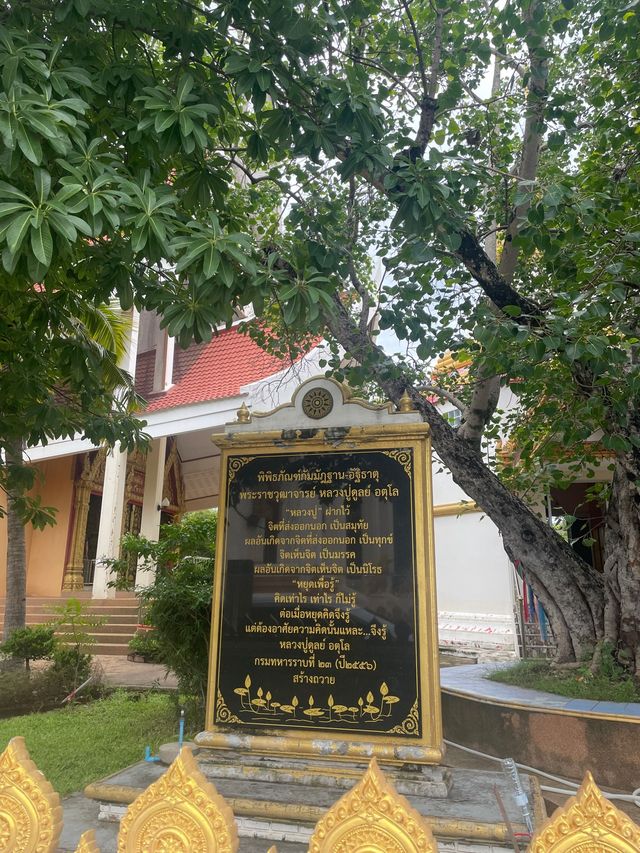 พิพิธภัณฑ์กัมมัฏฐาน-อัฐิธาตุ
พระราชวุฒาจารย์ หลวงปู่ดูลย์ อตุโล
"หลวงปู่" ฝากไว้
จิตที่ส่งออกนอก เป็นสมุทัย
ผลอันเกิดจากจิตที่ส่งออกนอก เป็นทุกข์
จิตเห็นจิต เป็นมรรค
ผลอันเกิดจากจิตเห็นจิต เป็นนิโรธ
"หยุดเพื่อรู้"
คิดเท่าไร เท่าไร ก็ไม่รู้
ต่อเมื่อหยุดคิดจึงรู้
แต่ต้องอาศัยความคิดนั้นแหละ...จึงรู้
หลวงปู่ดูลย์ อตุโล
กรมทหารราบ ๒๓ (ปี๒๕๕๖)
สร้างถวาย